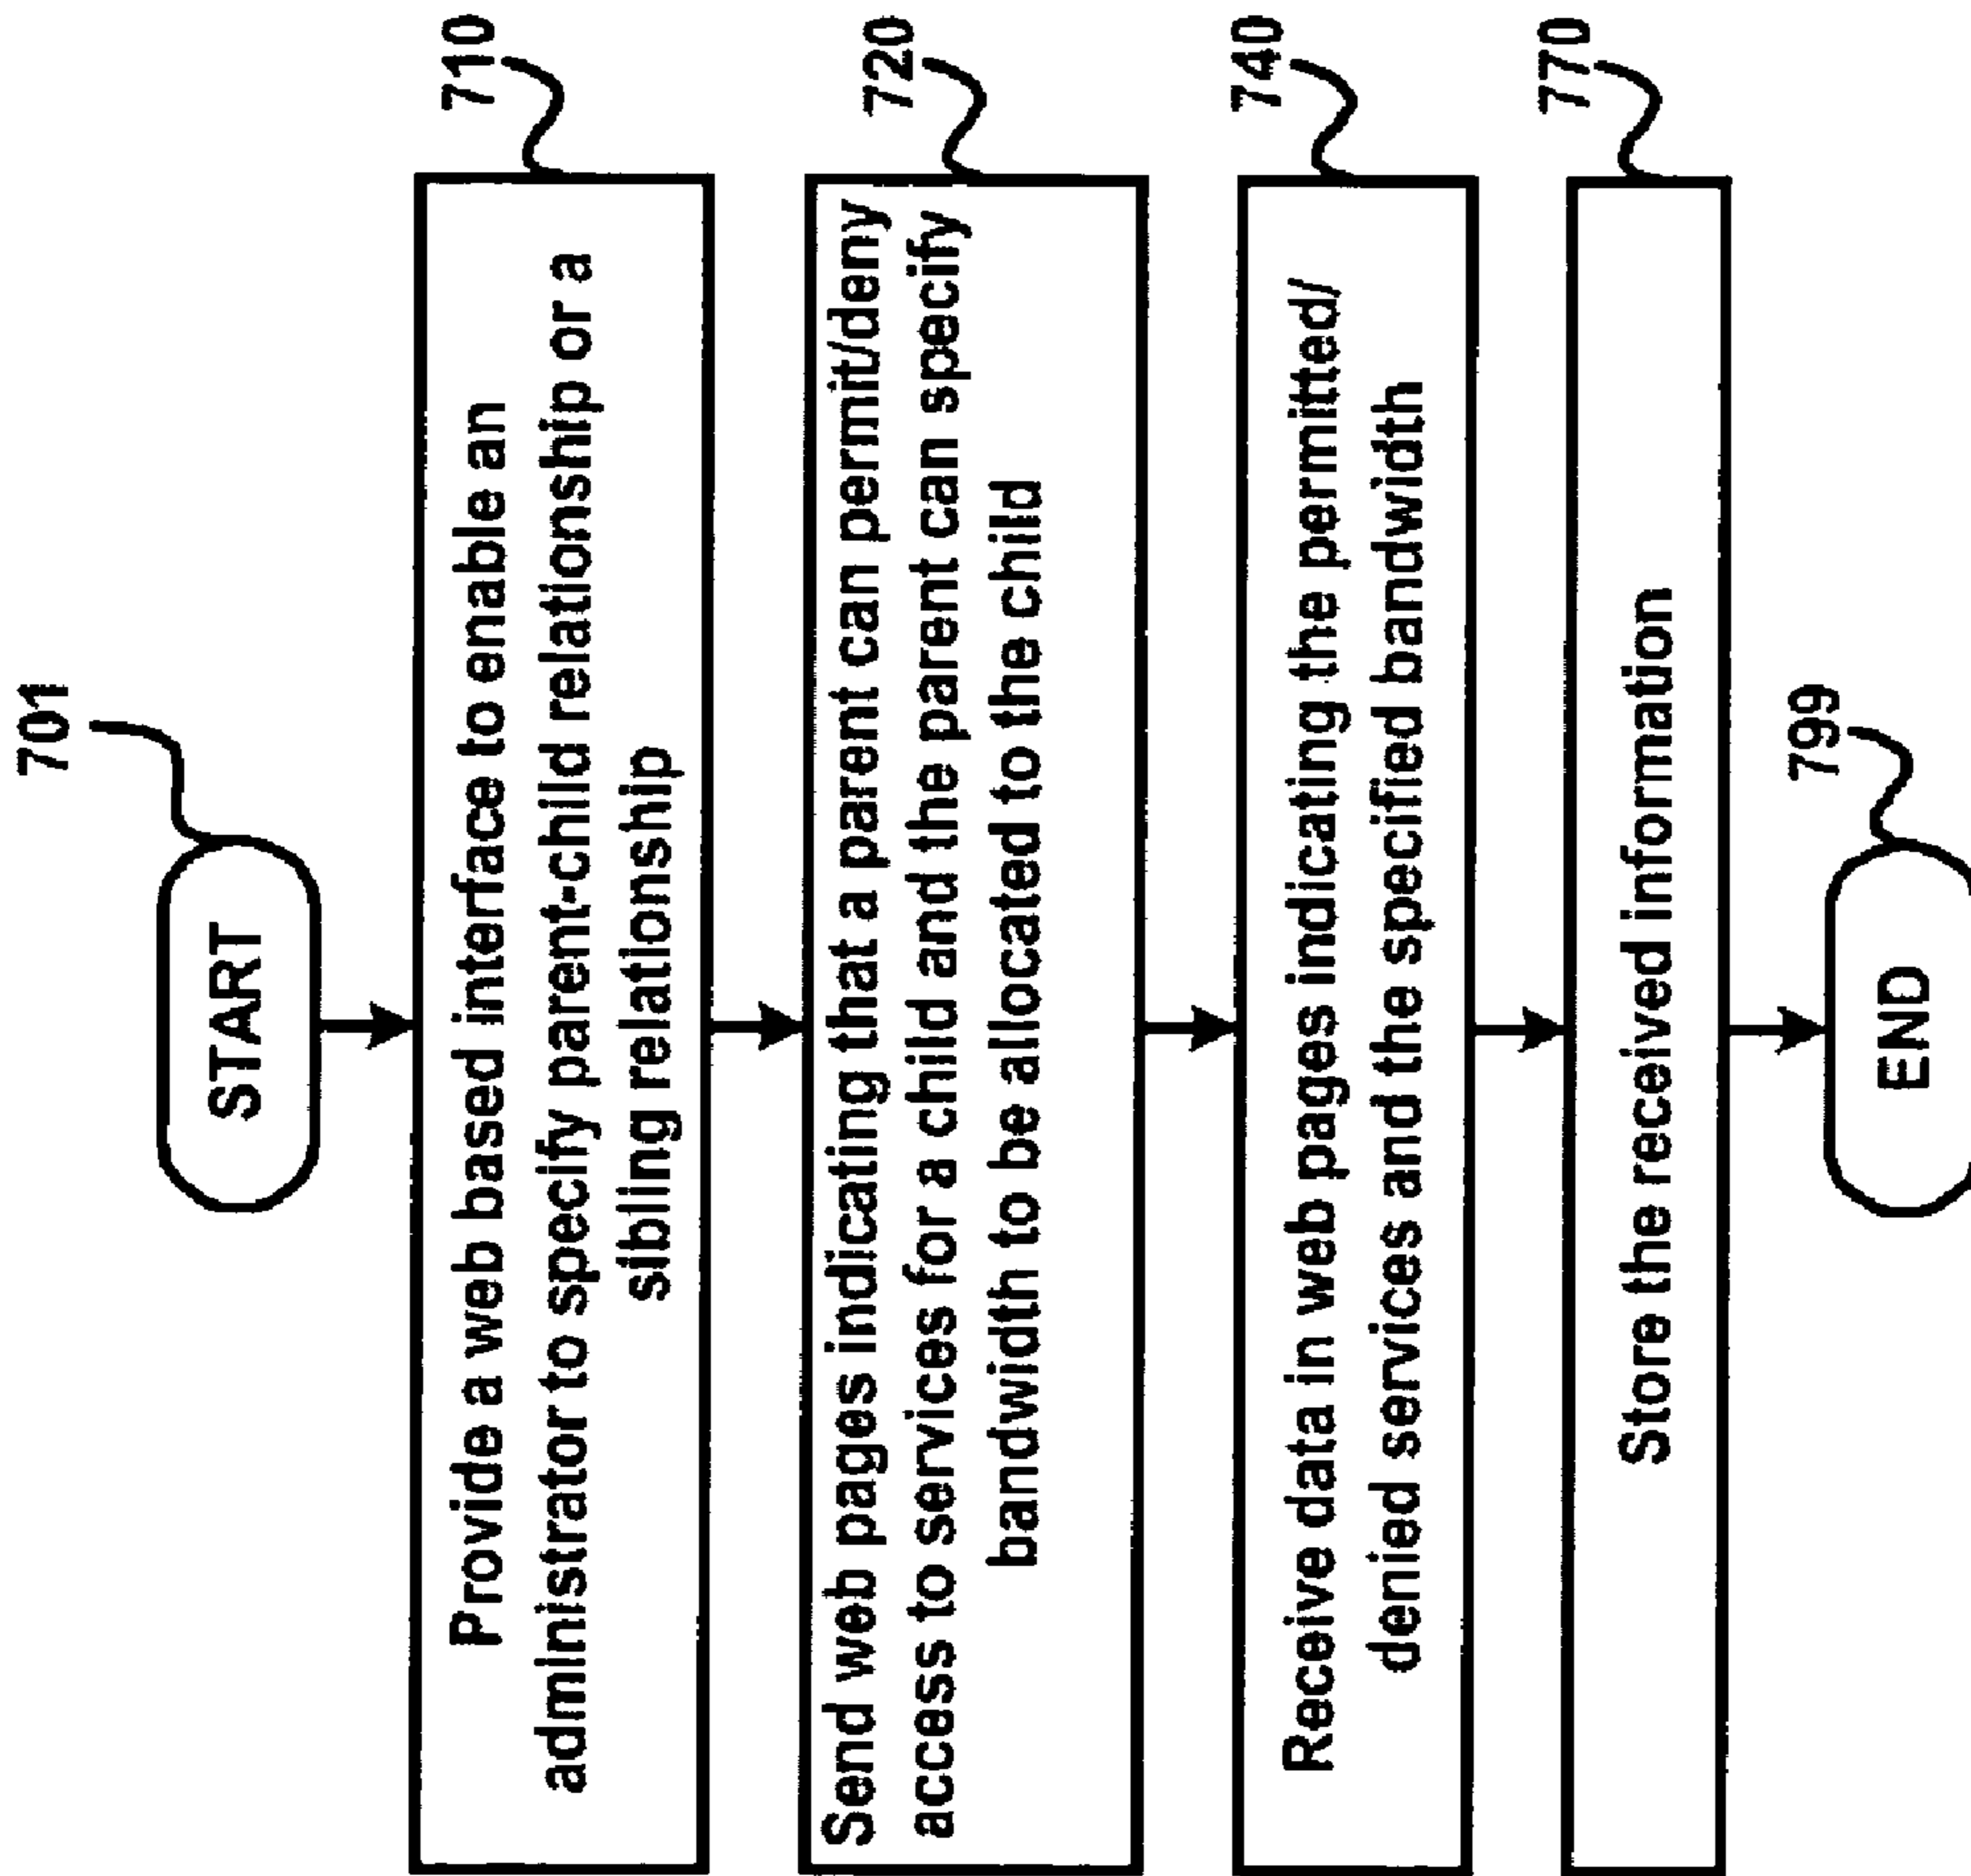 701
START
710
Provide a web based interface to enable an
administrator to specify parent-child relationship or a
sibling relationship
720
Send web pages indicating that a parent can permit/deny
access to services for a child and the parent can specify
bandwidth to be allocated to the child
740
Receive data in web pages indicating the permitted/
denied services and the specified bandwidth
770
Store the received information
799
END